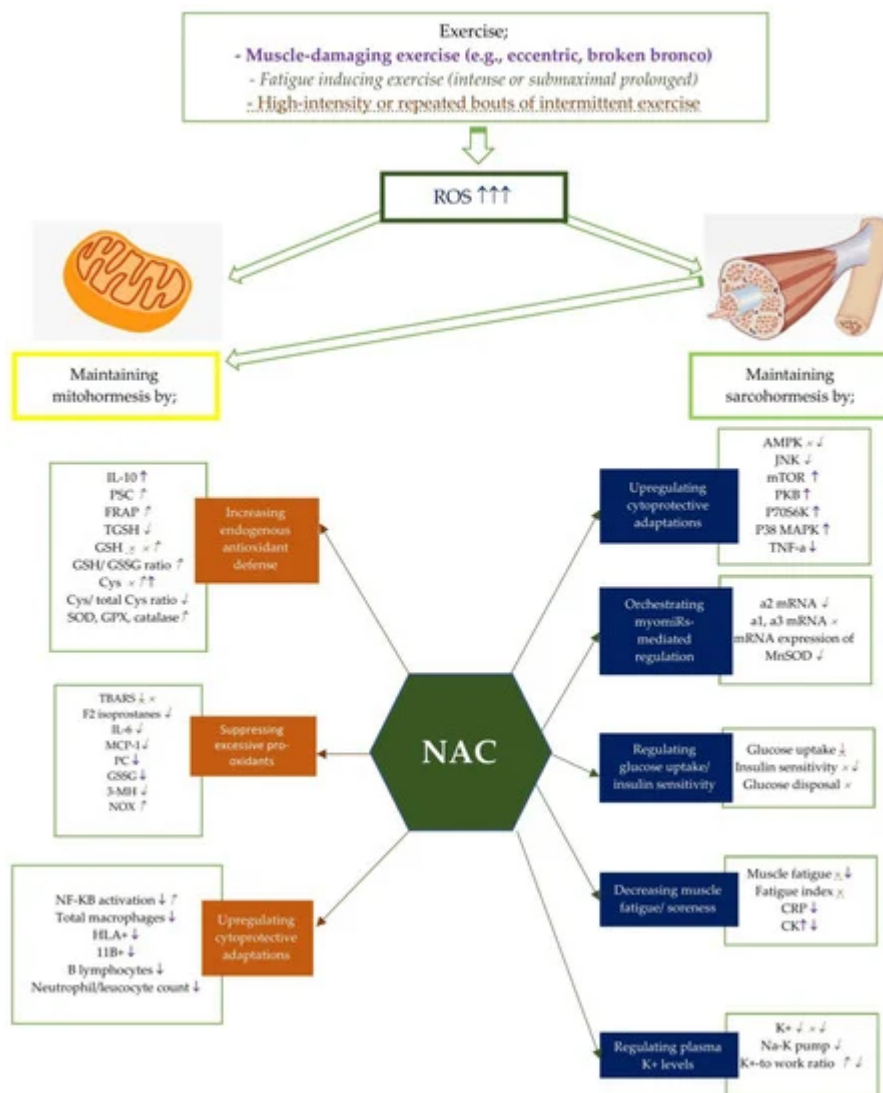 Exercise;
- Muscle-damaging exercise (e.g., eccentric, broken bronco)
- Fatigue inducing exercise (intense or submaximal prolonged)
- High-intensity or repeated bouts of intermittent exercise
ROS ↑↑↑
Maintaining
mitohormesis by;
Maintaining
sarcohormesis by;
IL-10 ↑
PSC ↑
FRAP ↑
TGSH ↓
GSH × × ↑
GSH/ GSSG ratio ↑
Cys × ↑↑
Cys/ total Cys ratio ↓
SOD, GPX, catalase ↑
Increasing
endogenous
antioxidant
defense
TBARS ↓ ×
F2 isoprostanes ↓
IL-6 ↓
MCP-1 ↓
PC ↓
GSSG ↓
3-MH ↓
NOX ↑
Suppressing
excessive pro-
oxidants
NF-KB activation ↓ ↑
Total macrophages ↓
HLA+ ↓
11B+ ↓
B lymphocytes ↓
Neutrophil/leucocyte count ↓
Upregulating
cytoprotective
adaptations
NAC
Upregulating
cytoprotective
adaptations
AMPK × ↓
JNK ↓
mTOR ↑
PKB ↑
P70S6K ↑
P38 MAPK ↑
TNF-a ↓
Orchestrating
myomiRs-
mediated
regulation
a2 mRNA ↓
a1, a3 mRNA ×
mRNA expression of
MnSOD ↓
Regulating
glucose uptake/
insulin sensitivity
Glucose uptake
Insulin sensitivity × ↓
Glucose disposal ×
Decreasing muscle
fatigue/ soreness
Muscle fatigue × ↓
Fatigue index ×
CRP ↓
CK ↑ ↓
Regulating plasma
K+ levels
K+ ↓ × ↓
Na-K pump ↓
K+-to work ratio ↑ ↓